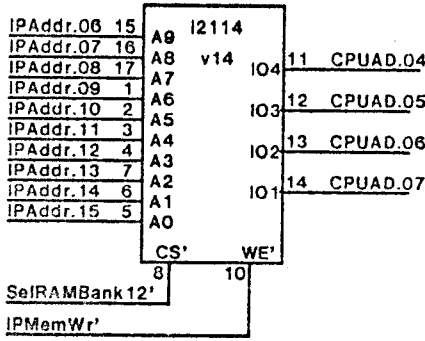 IPAddr.06 15 A9 I2114
IPAddr.07 16 A8 v14
IPAddr.08 17 A7 IO4 11 CPUAD.04
IPAddr.09 1 A6
IPAddr.10 2 A5 IO3 12 CPUAD.05
IPAddr.11 3 A4
IPAddr.12 4 A3 IO2 13 CPUAD.06
IPAddr.13 7 A2
IPAddr.14 6 A1 IO1 14 CPUAD.07
IPAddr.15 5 A0
CS' WE'
8 10
SelRAMBank12'
IPMemWr'